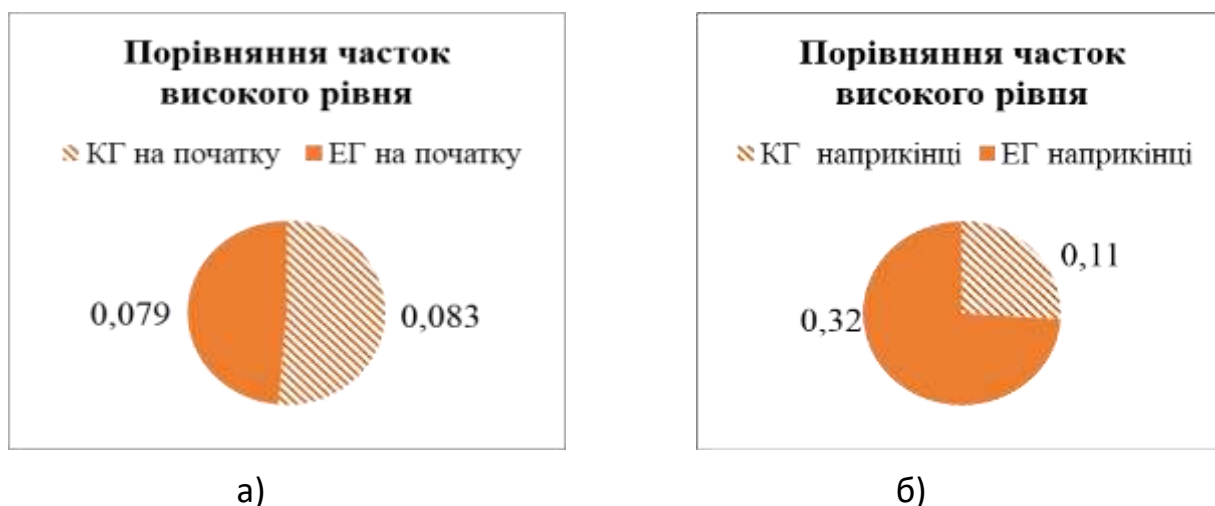 Порівняння часток
високого рівня
КГ на початку ЕГ на початку
0,079
0,083
а)
Порівняння часток
високого рівня
КГ наприкінці ЕГ наприкінці
0,11
0,32
б)